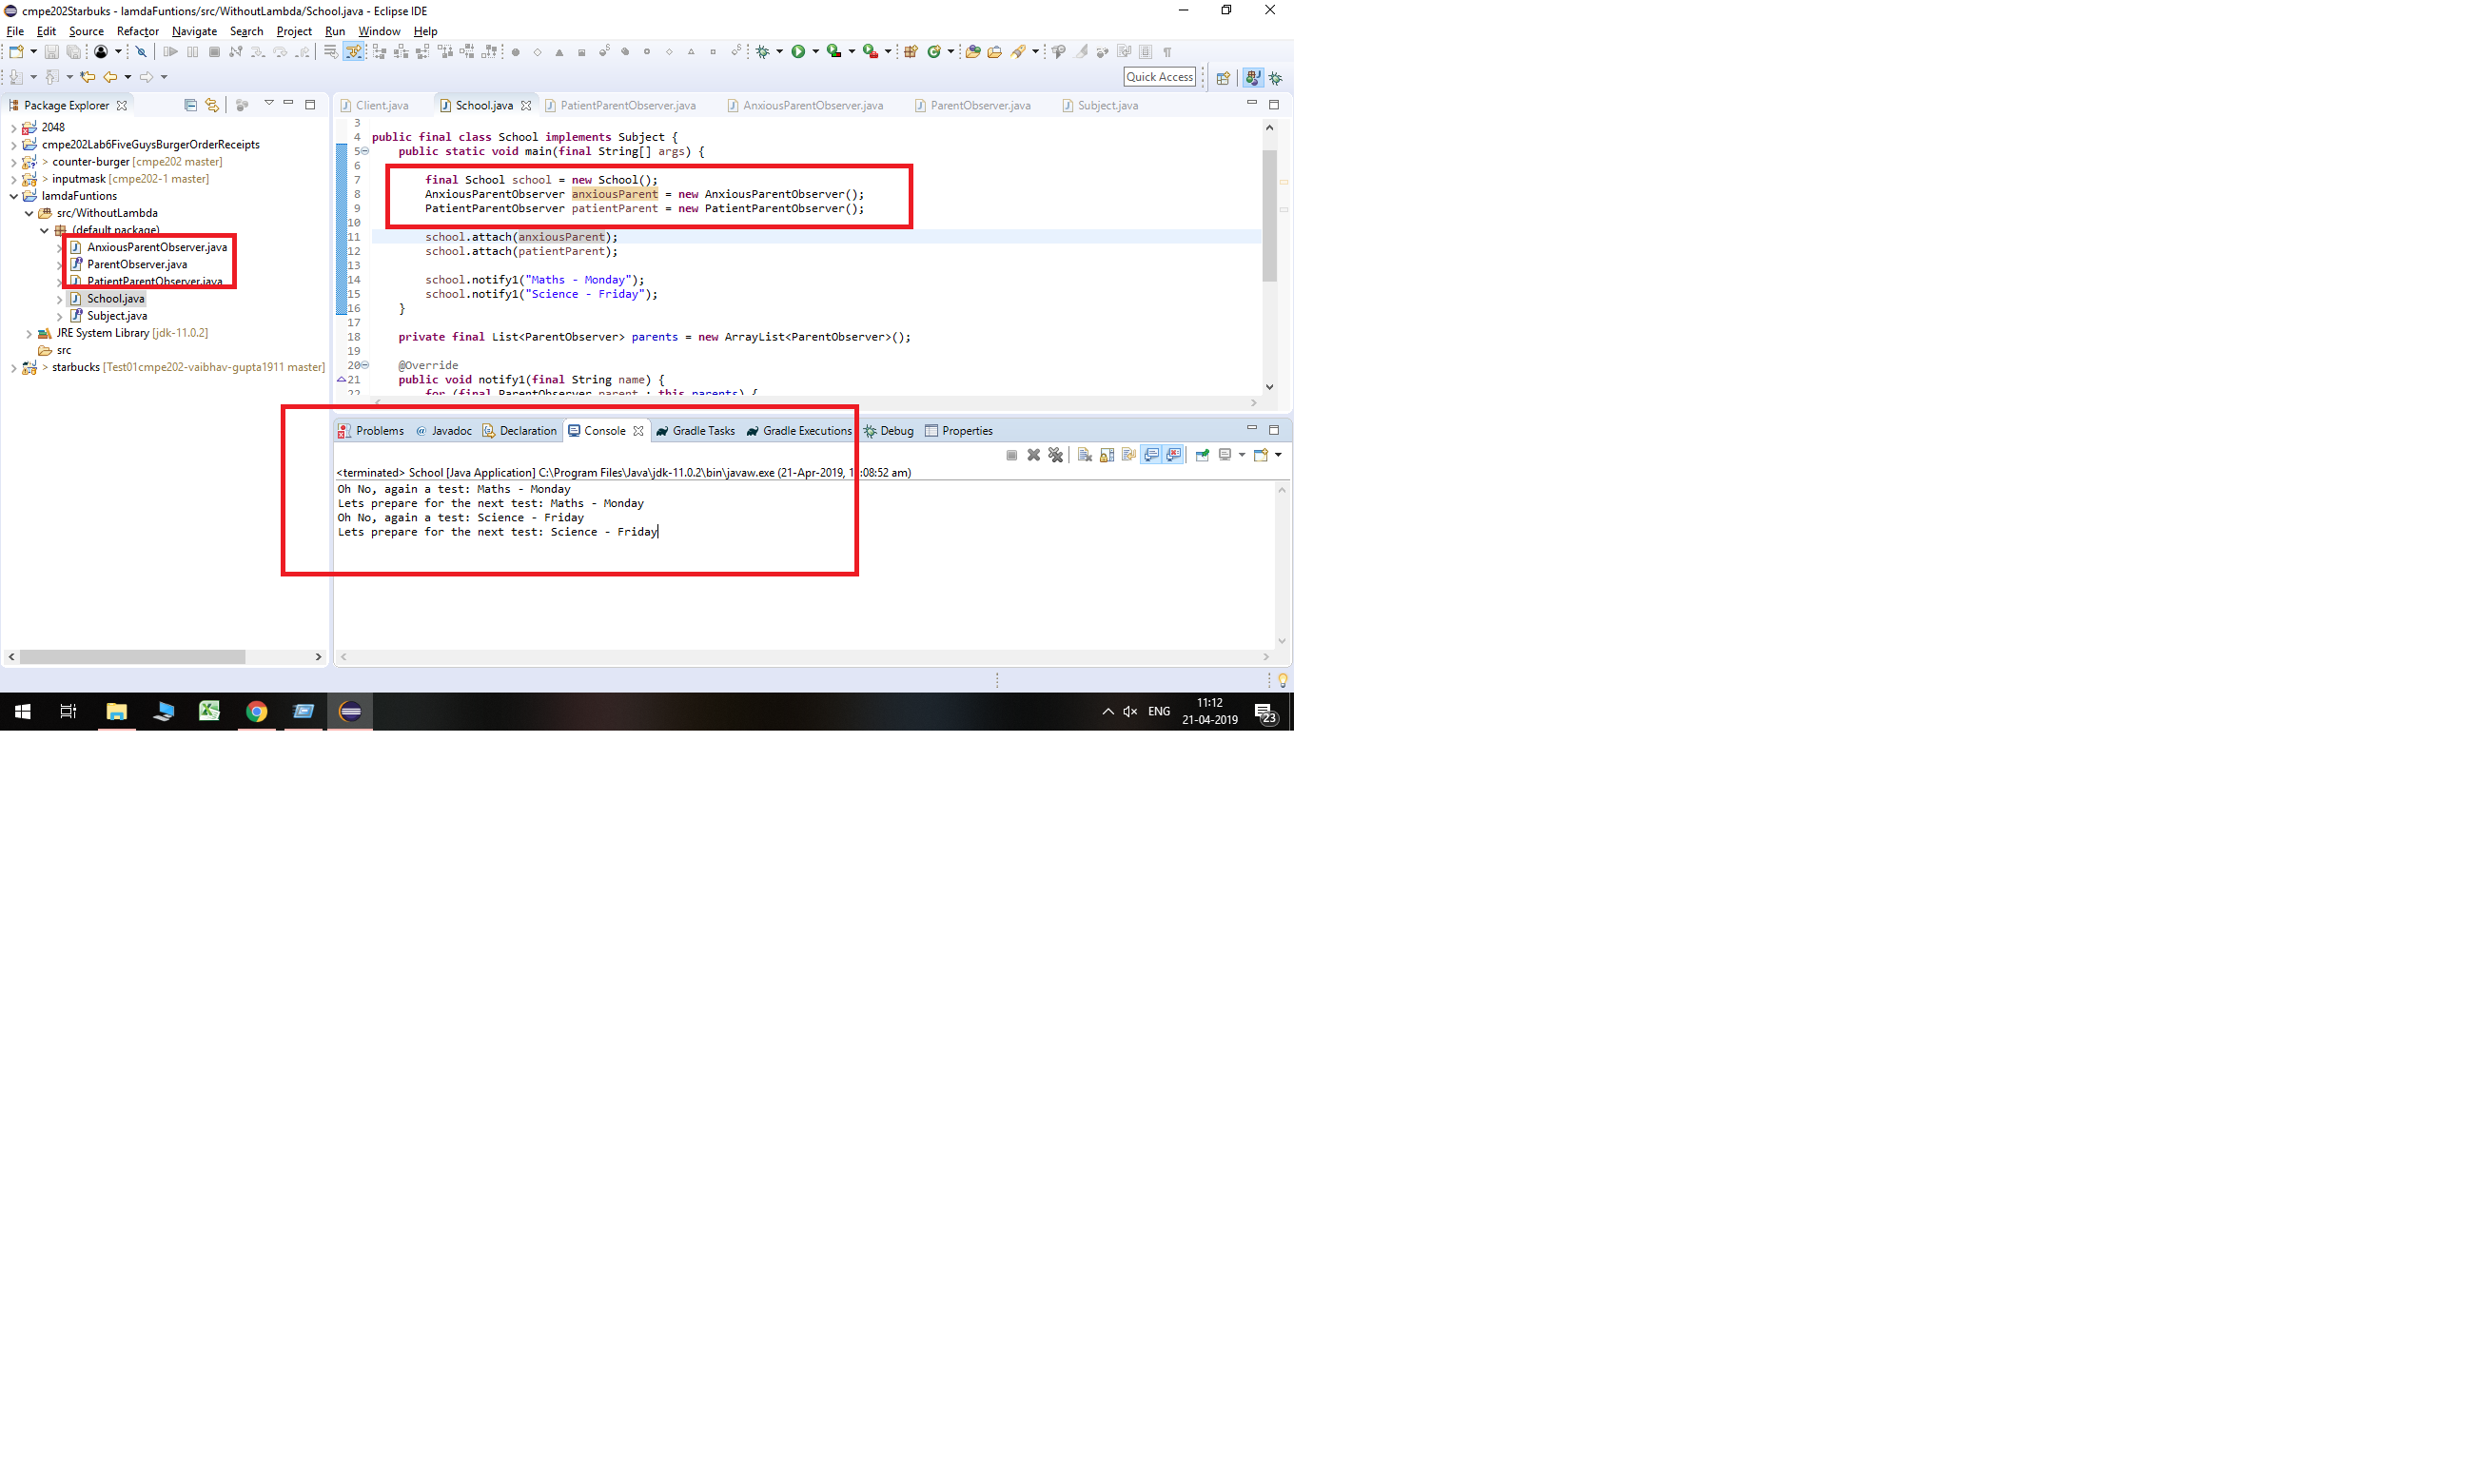 cmpe202Starbuks - lamdaFuntions/src/WithoutLambda/School.java - Eclipse IDE
File Edit Source Refactor Navigate Search Project Run Window Help
Quick Access
Package Explorer
2048
cmpe202Lab6FiveGuysBurgerOrderReceipts
> counter-burger [cmpe202 master]
> inputmask [cmpe202-1 master]
lamdaFuntions
src/WithoutLambda
(default package)
AnxiousParentObserver.java
ParentObserver.java
PatientParentObserver.java
School.java
Subject.java
JRE System Library [jdk-11.0.2]
src
> starbucks [Test01cmpe202-vaibhav-gupta1911 master]
Client.java School.java PatientParentObserver.java AnxiousParentObserver.java ParentObserver.java Subject.java
3
4 public final class School implements Subject {
5 public static void main(final String[] args) {
6
7 final School school = new School();
8 AnxiousParentObserver anxiousParent = new AnxiousParentObserver();
9 PatientParentObserver patientParent = new PatientParentObserver();
10
11 school.attach(anxiousParent);
12 school.attach(patientParent);
13
14 school.notify1("Maths - Monday");
15 school.notify1("Science - Friday");
16 }
17
18 private final List<ParentObserver> parents = new ArrayList<ParentObserver>();
19
20 @Override
21 public void notify1(final String name) {
22 for (final ParentObserver parent : this.parents) {
Problems Javadoc Declaration Console Gradle Tasks Gradle Executions Debug Properties
<terminated> School [Java Application] C:\Program Files\Java\jdk-11.0.2\bin\javaw.exe (21-Apr-2019, 1:08:52 am)
Oh No, again a test: Maths - Monday
Lets prepare for the next test: Maths - Monday
Oh No, again a test: Science - Friday
Lets prepare for the next test: Science - Friday
ENG
11:12
21-04-2019
23